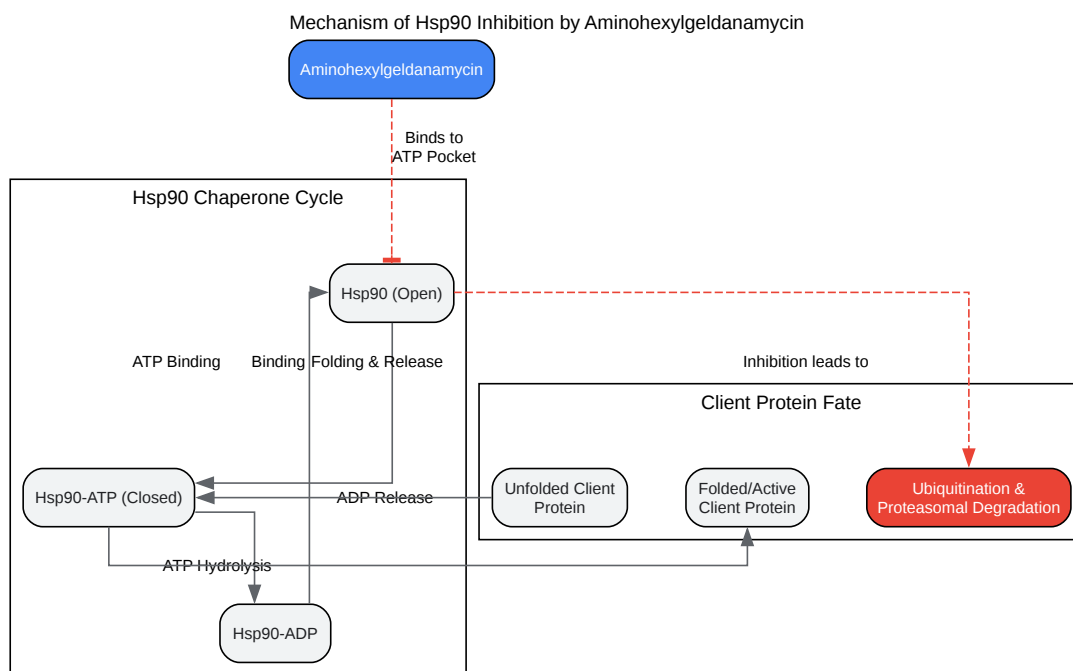 Mechanism of Hsp90 Inhibition by Aminohexylgeldanamycin
Aminohexylgeldanamycin
Binds to
ATP Pocket
Hsp90 Chaperone Cycle
Hsp90 (Open)
ATP Binding
Binding
Folding & Release
Inhibition leads to
Client Protein Fate
Hsp90-ATP (Closed)
ADP Release
Unfolded Client
Protein
Folded/Active
Client Protein
Ubiquitination &
Proteasomal Degradation
ATP Hydrolysis
Hsp90-ADP